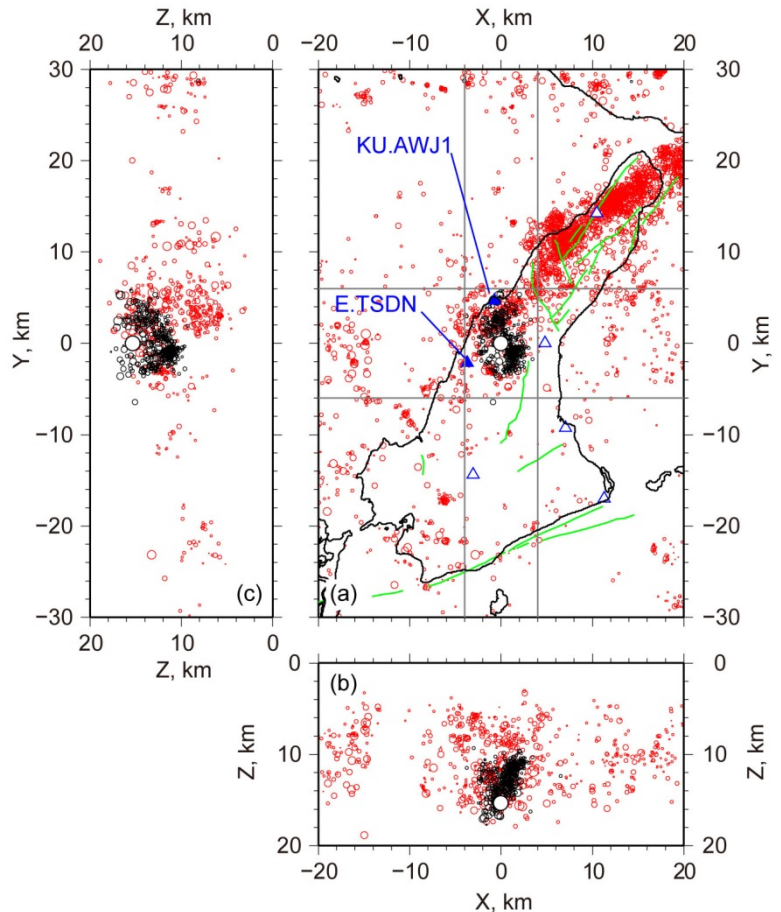 Z, km
X, km
20 10 0
−20 −10 0 10 20
30 30
KU.AWJ1
20 20
10 10
E.TSDN
Y, km 0 0 Y, km
−10 −10
−20 −20
(c) (a)
−30 −30
20 10 0
Z, km
0 (b) 0
Z, km 10 10 Z, km
20 20
−20 −10 0 10 20
X, km